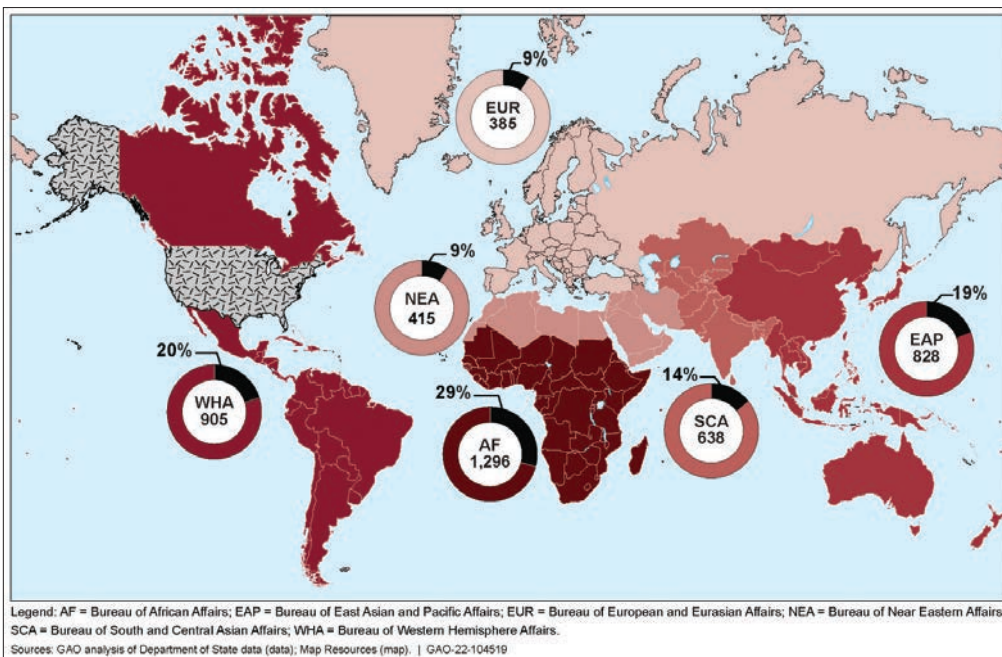 9%
EUR
385
9%
NEA
415
19%
EAP
828
20%
WHA
905
29%
AF
1,296
14%
SCA
638
Legend: AF = Bureau of African Affairs; EAP = Bureau of East Asian and Pacific Affairs; EUR = Bureau of European and Eurasian Affairs; NEA = Bureau of Near Eastern Affairs
SCA = Bureau of South and Central Asian Affairs; WHA = Bureau of Western Hemisphere Affairs.
Sources: GAO analysis of Department of State data (data); Map Resources (map). | GAO-22-104519